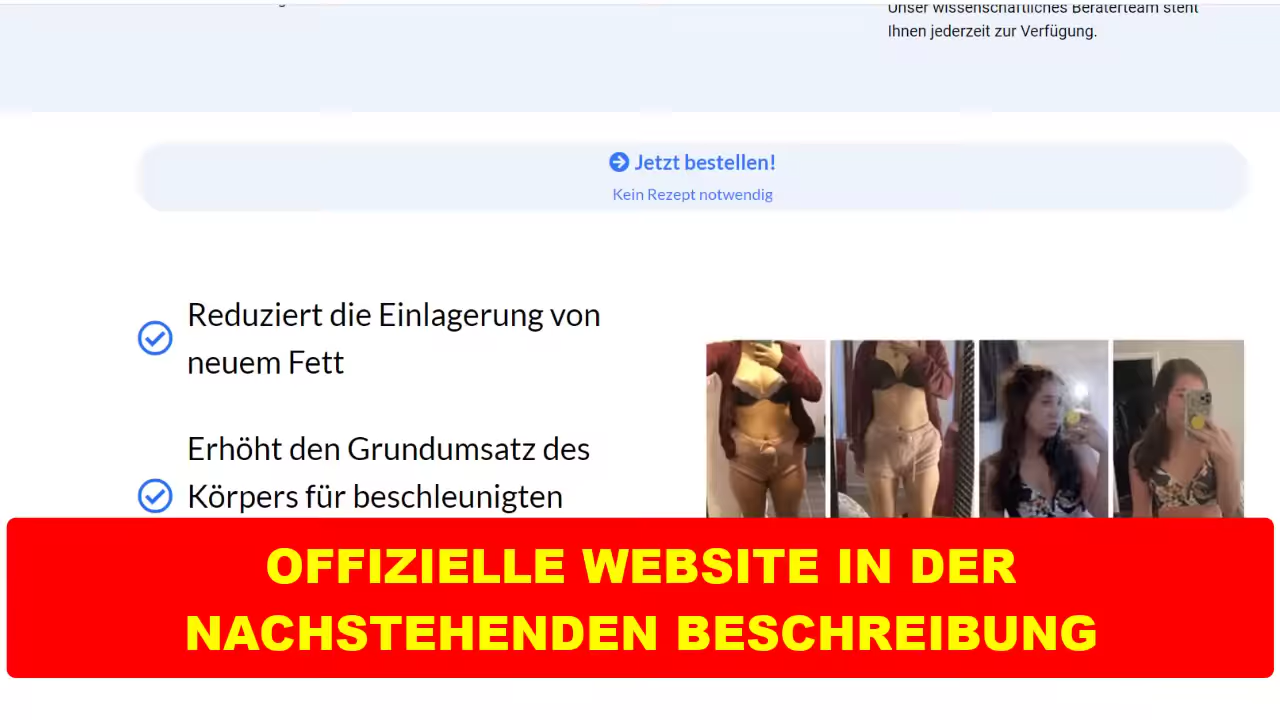 Unser wissenschaftliches Beraterteam steht
Ihnen jederzeit zur Verfügung.
Jetzt bestellen!
Kein Rezept notwendig
Reduziert die Einlagerung von
neuem Fett
Erhöht den Grundumsatz des
Körpers für beschleunigten
OFFIZIELLE WEBSITE IN DER
NACHSTEHENDEN BESCHREIBUNG